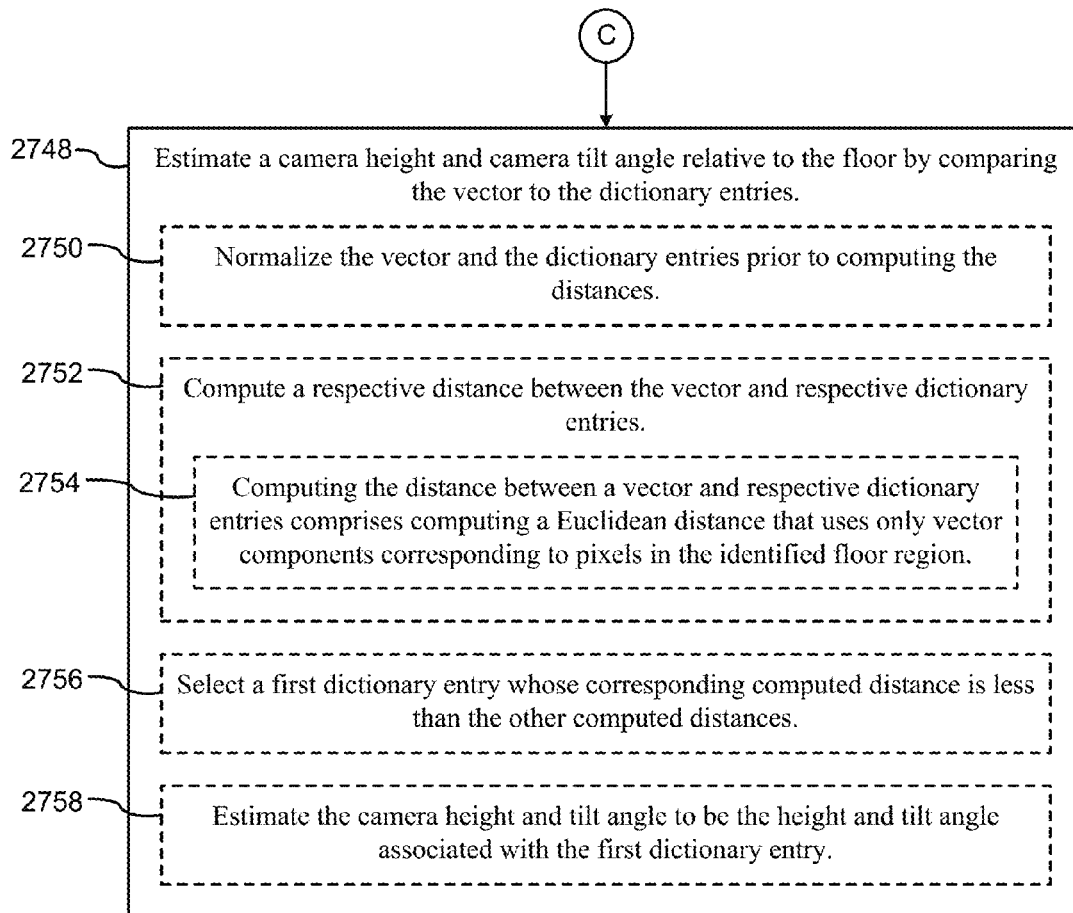 C
2748
Estimate a camera height and camera tilt angle relative to the floor by comparing
the vector to the dictionary entries.
2750
Normalize the vector and the dictionary entries prior to computing the
distances.
2752
Compute a respective distance between the vector and respective dictionary
entries.
2754
Computing the distance between a vector and respective dictionary
entries comprises computing a Euclidean distance that uses only vector
components corresponding to pixels in the identified floor region.
2756
Select a first dictionary entry whose corresponding computed distance is less
than the other computed distances.
2758
Estimate the camera height and tilt angle to be the height and tilt angle
associated with the first dictionary entry.